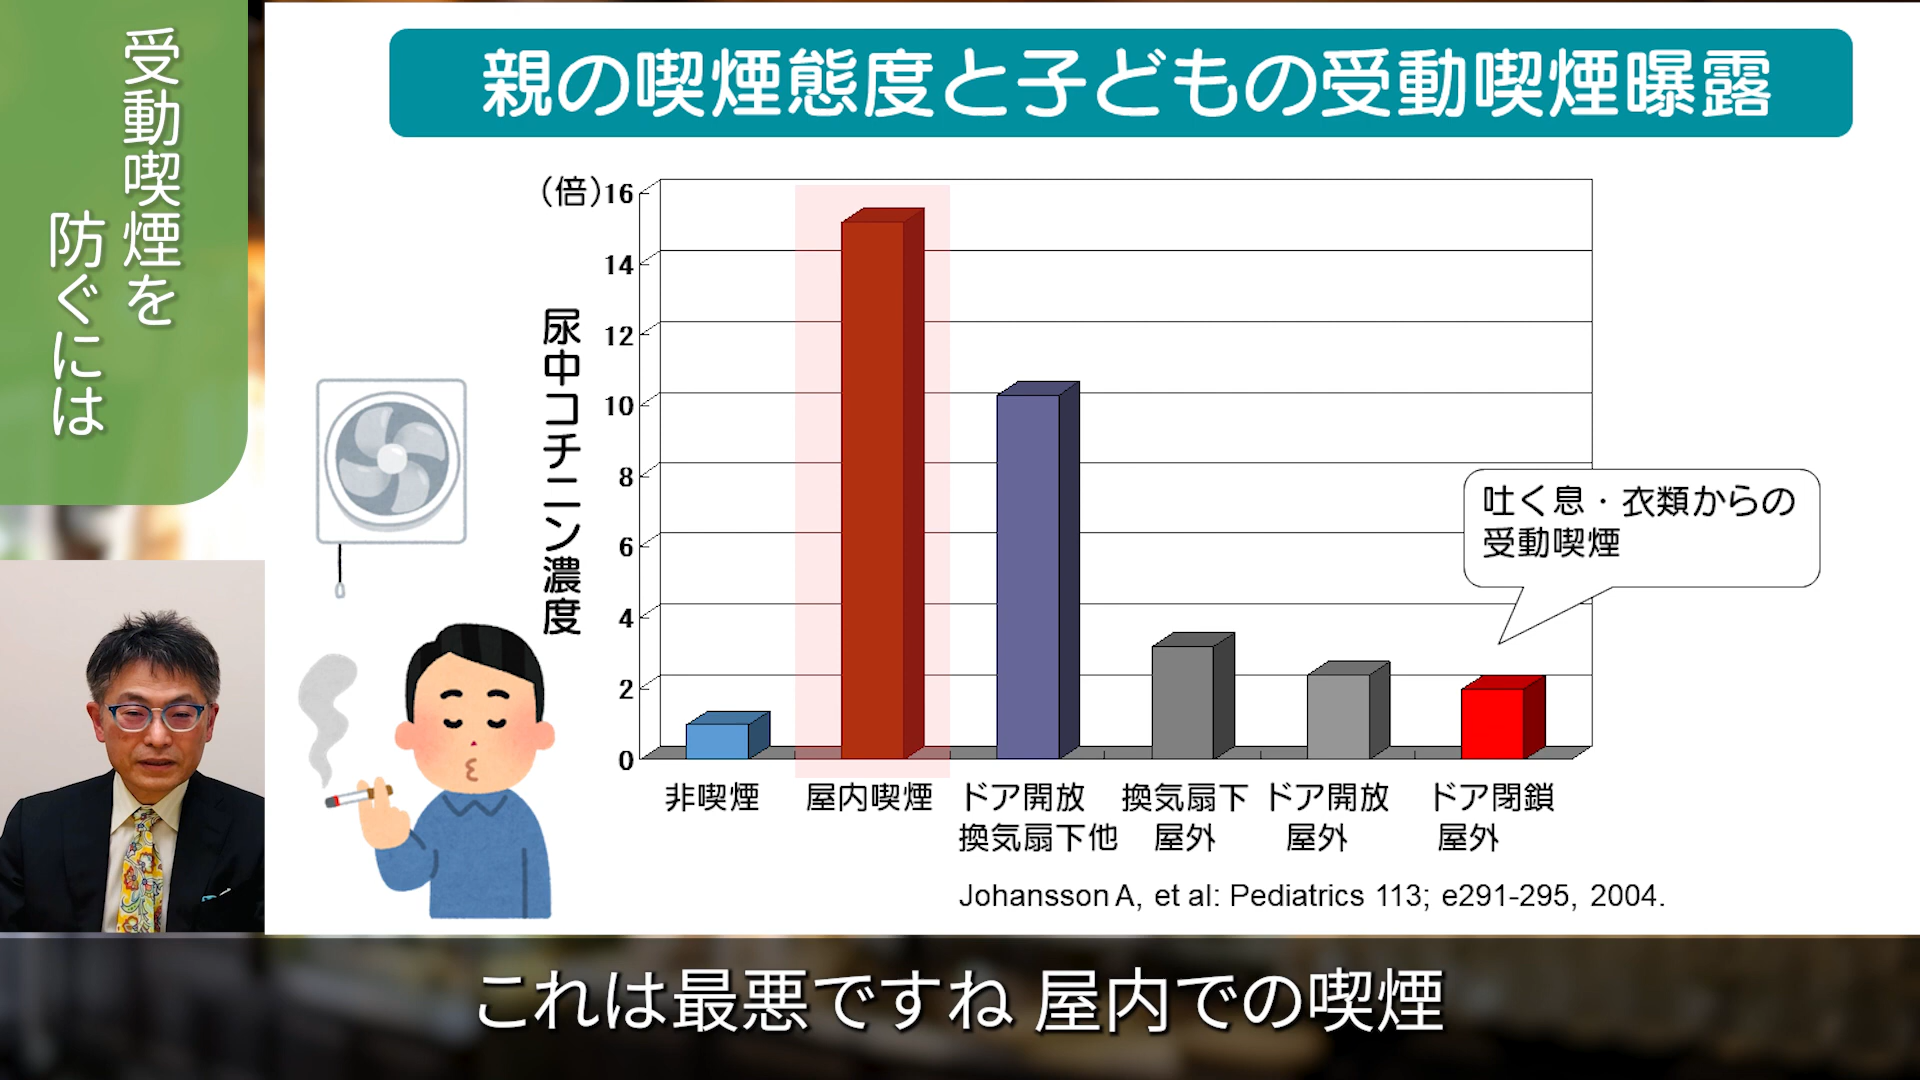 受動喫煙を
防ぐには
親の喫煙態度と子どもの受動喫煙曝露
(倍)
16
14
12
10
8
6
4
2
0
尿中コチニン濃度
吐く息・衣類からの
受動喫煙
非喫煙
屋内喫煙
ドア開放
換気扇下他
換気扇下
屋外
ドア開放
屋外
ドア閉鎖
屋外
Johansson A, et al: Pediatrics 113; e291-295, 2004.
これは最悪ですね 屋内での喫煙